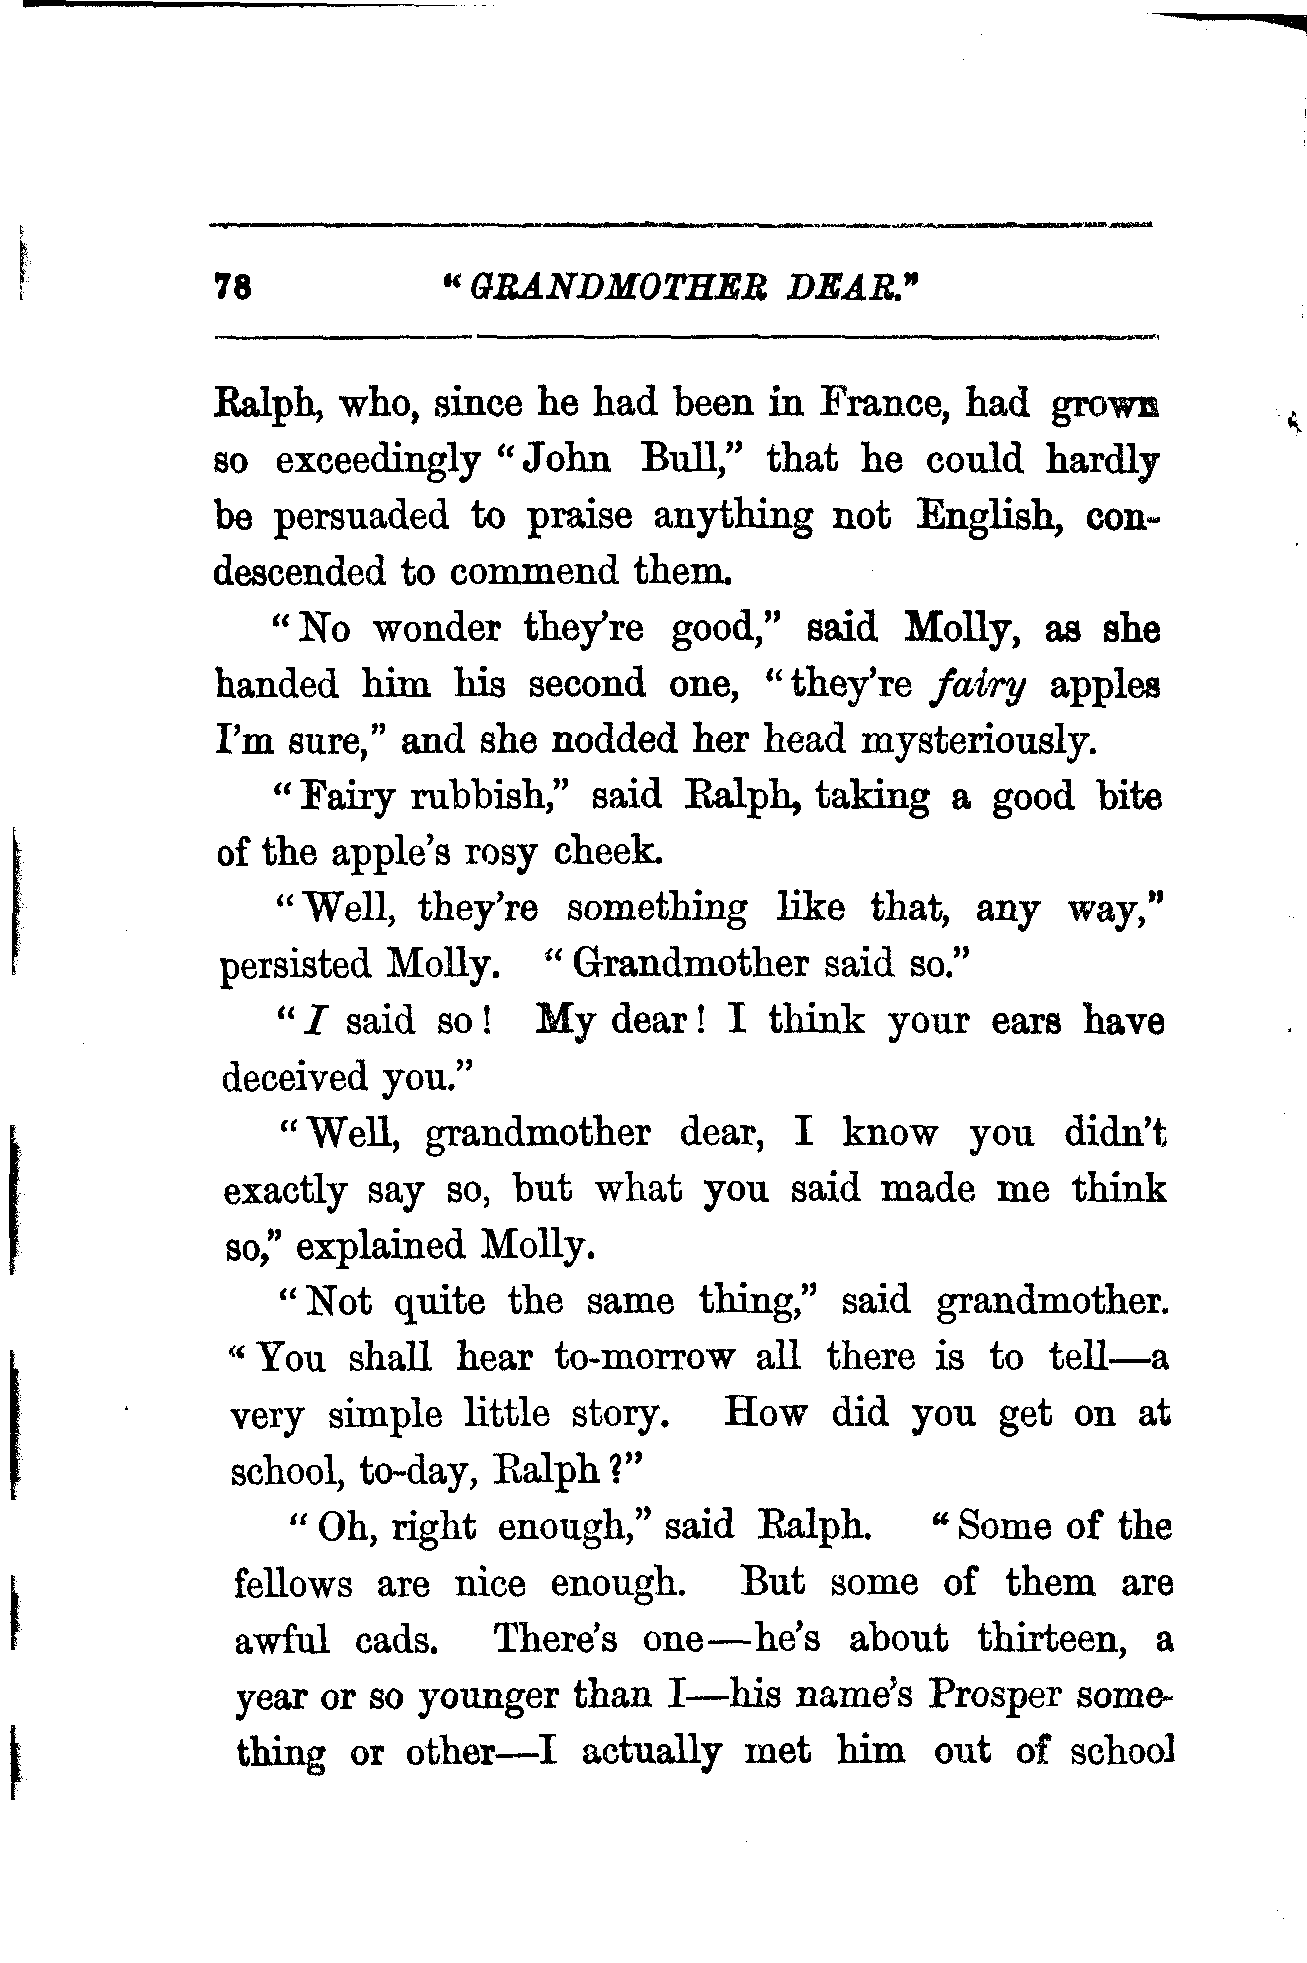 78 "GRANDMOTHER DEAR."
Ralph, who, since he had been in France, had grown
so exceedingly "John Bull," that he could hardly
be persuaded to praise anything not English, con-
descended to commend them.
"No wonder they're good," said Molly, as she
handed him his second one, "they're fairy apples
I'm sure," and she nodded her head mysteriously.
"Fairy rubbish," said Ralph, taking a good bite
of the apple's rosy cheek.
"Well, they're something like that, any way,"
persisted Molly. "Grandmother said so."
"I said so! My dear! I think your ears have
deceived you."
"Well, grandmother dear, I know you didn't
exactly say so, but what you said made me think
so," explained Molly.
"Not quite the same thing," said grandmother.
"You shall hear to-morrow all there is to tell—a
very simple little story. How did you get on at
school, to-day, Ralph?"
"Oh, right enough," said Ralph. "Some of the
fellows are nice enough. But some of them are
awful cads. There's one—he's about thirteen, a
year or so younger than I—his name's Prosper some-
thing or other—I actually met him out of school